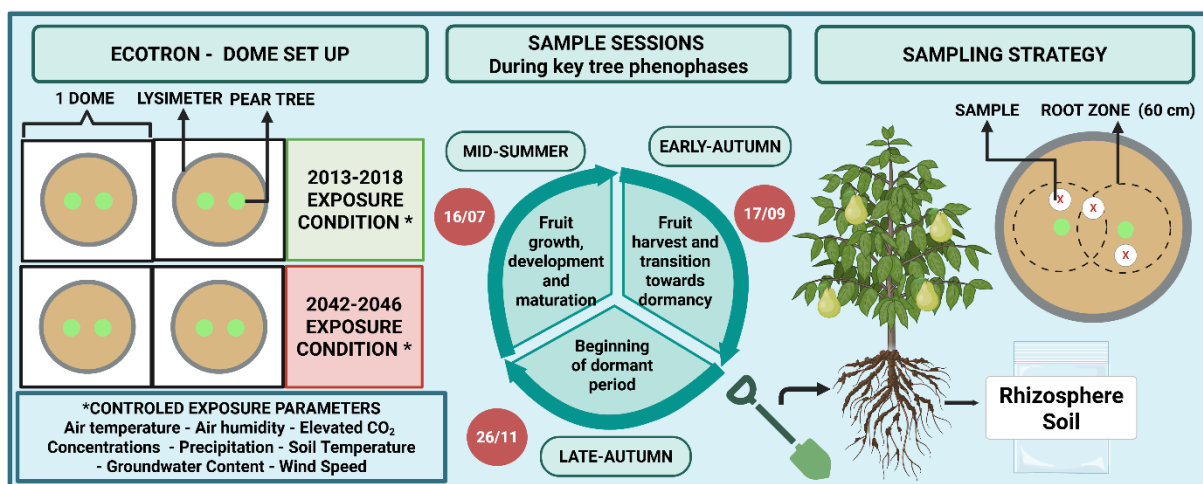 ECOTRON - DOME SET UP
1 DOME
LYSIMETER
PEAR TREE
2013-2018
EXPOSURE
CONDITION *
2042-2046
EXPOSURE
CONDITION *
*CONTROLED EXPOSURE PARAMETERS
Air temperature - Air humidity - Elevated CO₂
Concentrations - Precipitation - Soil Temperature
- Groundwater Content - Wind Speed
SAMPLE SESSIONS
During key tree phenophases
MID-SUMMER
EARLY-AUTUMN
16/07
17/09
Fruit
growth,
development
and
maturation
Fruit
harvest and
transition
towards
dormancy
Beginning
of dormant
period
26/11
LATE-AUTUMN
SAMPLING STRATEGY
SAMPLE
ROOT ZONE (60 cm)
X
X
X
Rhizosphere
Soil